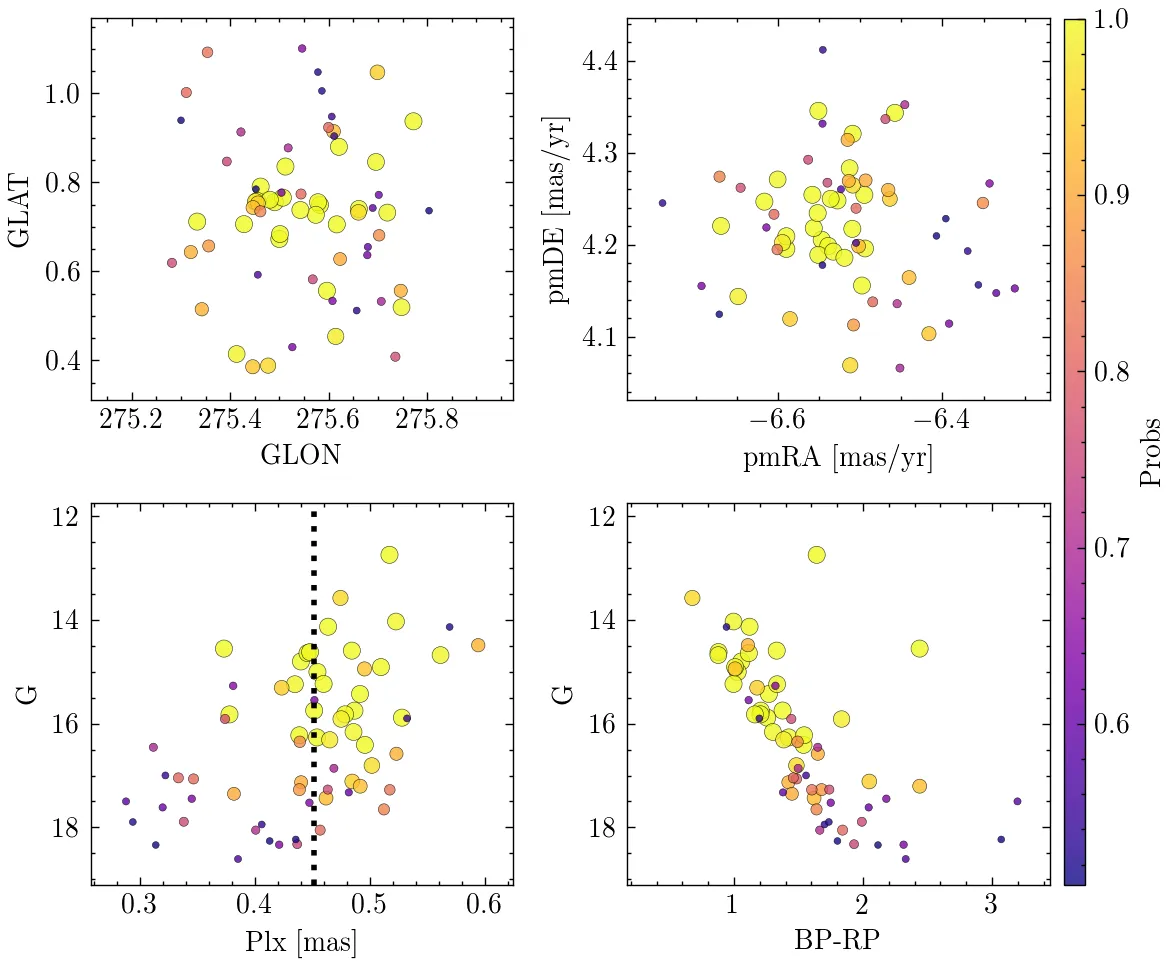 1.0
0.8
0.6
0.4
GLAT
275.2 275.4 275.6 275.8
GLON
4.4
4.3
4.2
4.1
pmDE [mas/yr]
−6.6 −6.4
pmRA [mas/yr]
1.0
0.9
0.8
0.7
0.6
Probs
12
14
16
18
G
0.3 0.4 0.5 0.6
Plx [mas]
12
14
16
18
G
1 2 3
BP-RP